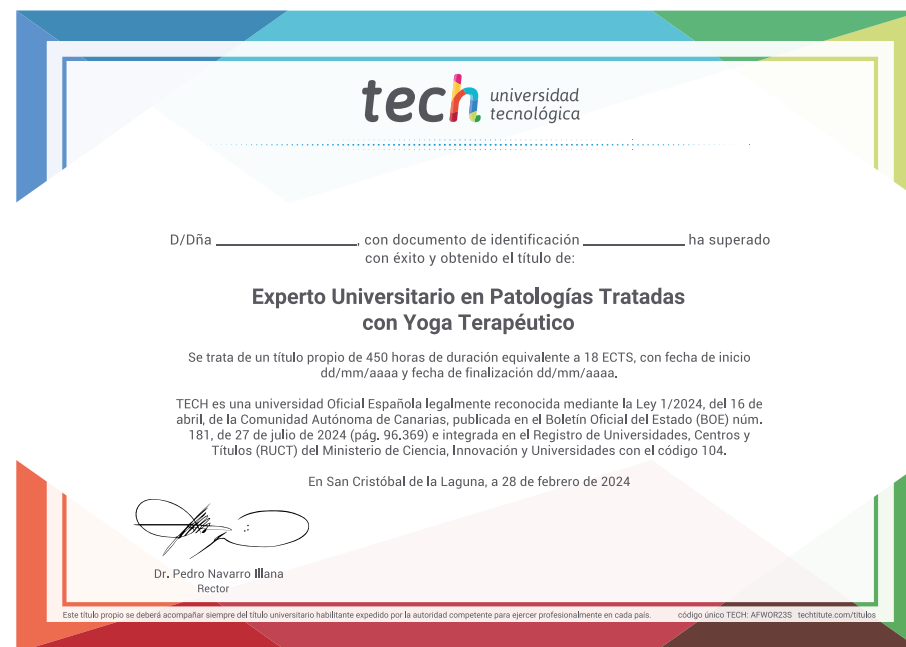 tech universidad
tecnológica
D/Dña ________________, con documento de identificación ____________ ha superado
con éxito y obtenido el título de:
Experto Universitario en Patologías Tratadas
con Yoga Terapéutico
Se trata de un título propio de 450 horas de duración equivalente a 18 ECTS, con fecha de inicio
dd/mm/aaaa y fecha de finalización dd/mm/aaaa.
TECH es una universidad Oficial Española legalmente reconocida mediante la Ley 1/2024, del 16 de
abril, de la Comunidad Autónoma de Canarias, publicada en el Boletín Oficial del Estado (BOE) núm.
181, de 27 de julio de 2024 (pág. 96.369) e integrada en el Registro de Universidades, Centros y
Títulos (RUCT) del Ministerio de Ciencia, Innovación y Universidades con el código 104.
En San Cristóbal de la Laguna, a 28 de febrero de 2024
Dr. Pedro Navarro Illana
Rector
Este título propio se deberá acompañar siempre del título universitario habilitante expedido por la autoridad competente para ejercer profesionalmente en cada país. código único TECH: AFWOR23S techtitute.com/titulos